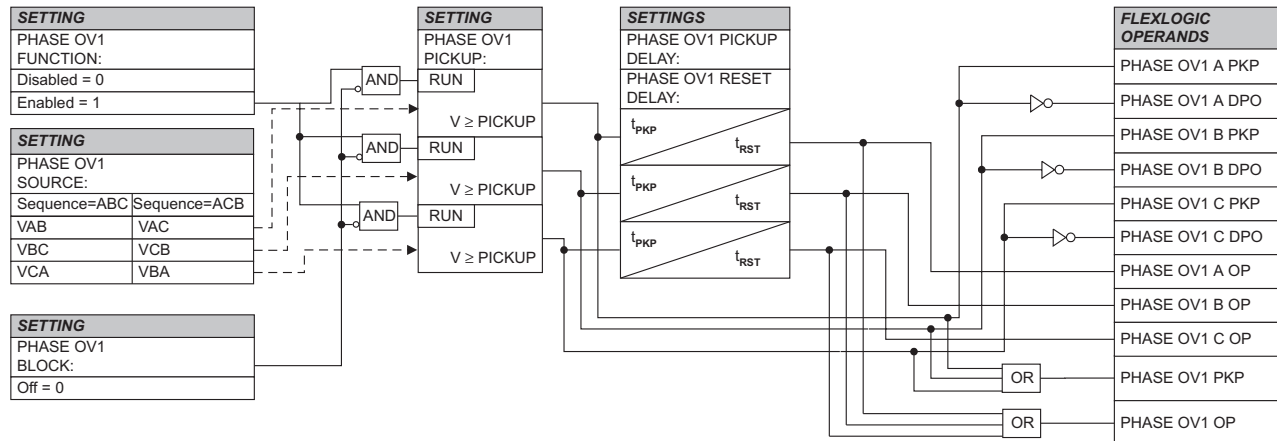 SETTING
PHASE OV1
FUNCTION:
Disabled = 0
Enabled = 1
SETTING
PHASE OV1
SOURCE:
Sequence=ABC Sequence=ACB
VAB VAC
VBC VCB
VCA VBA
SETTING
PHASE OV1
BLOCK:
Off = 0
AND
AND
AND
SETTING
PHASE OV1
PICKUP:
RUN
V ≥ PICKUP
RUN
V ≥ PICKUP
RUN
V ≥ PICKUP
SETTINGS
PHASE OV1 PICKUP
DELAY:
PHASE OV1 RESET
DELAY:
tPKP
tRST
tPKP
tRST
tPKP
tRST
OR
OR
FLEXLOGIC
OPERANDS
PHASE OV1 A PKP
PHASE OV1 A DPO
PHASE OV1 B PKP
PHASE OV1 B DPO
PHASE OV1 C PKP
PHASE OV1 C DPO
PHASE OV1 A OP
PHASE OV1 B OP
PHASE OV1 C OP
PHASE OV1 PKP
PHASE OV1 OP